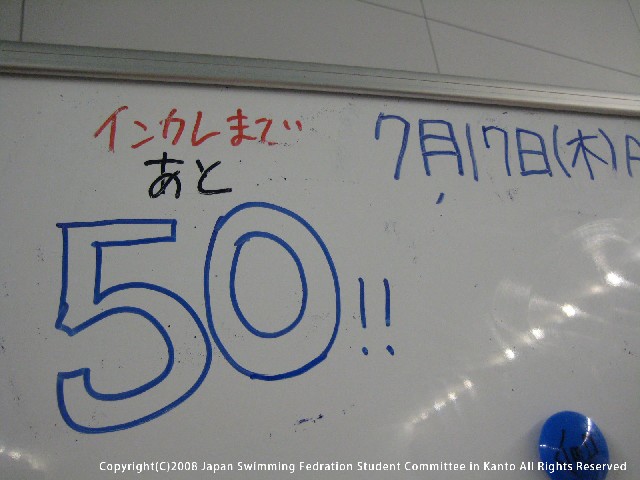 インカレまで
あと
50!!
7月17日(木)
Copyright(C)2008 Japan Swimming Fedration Student Committee in Kanto All Rights Reserved